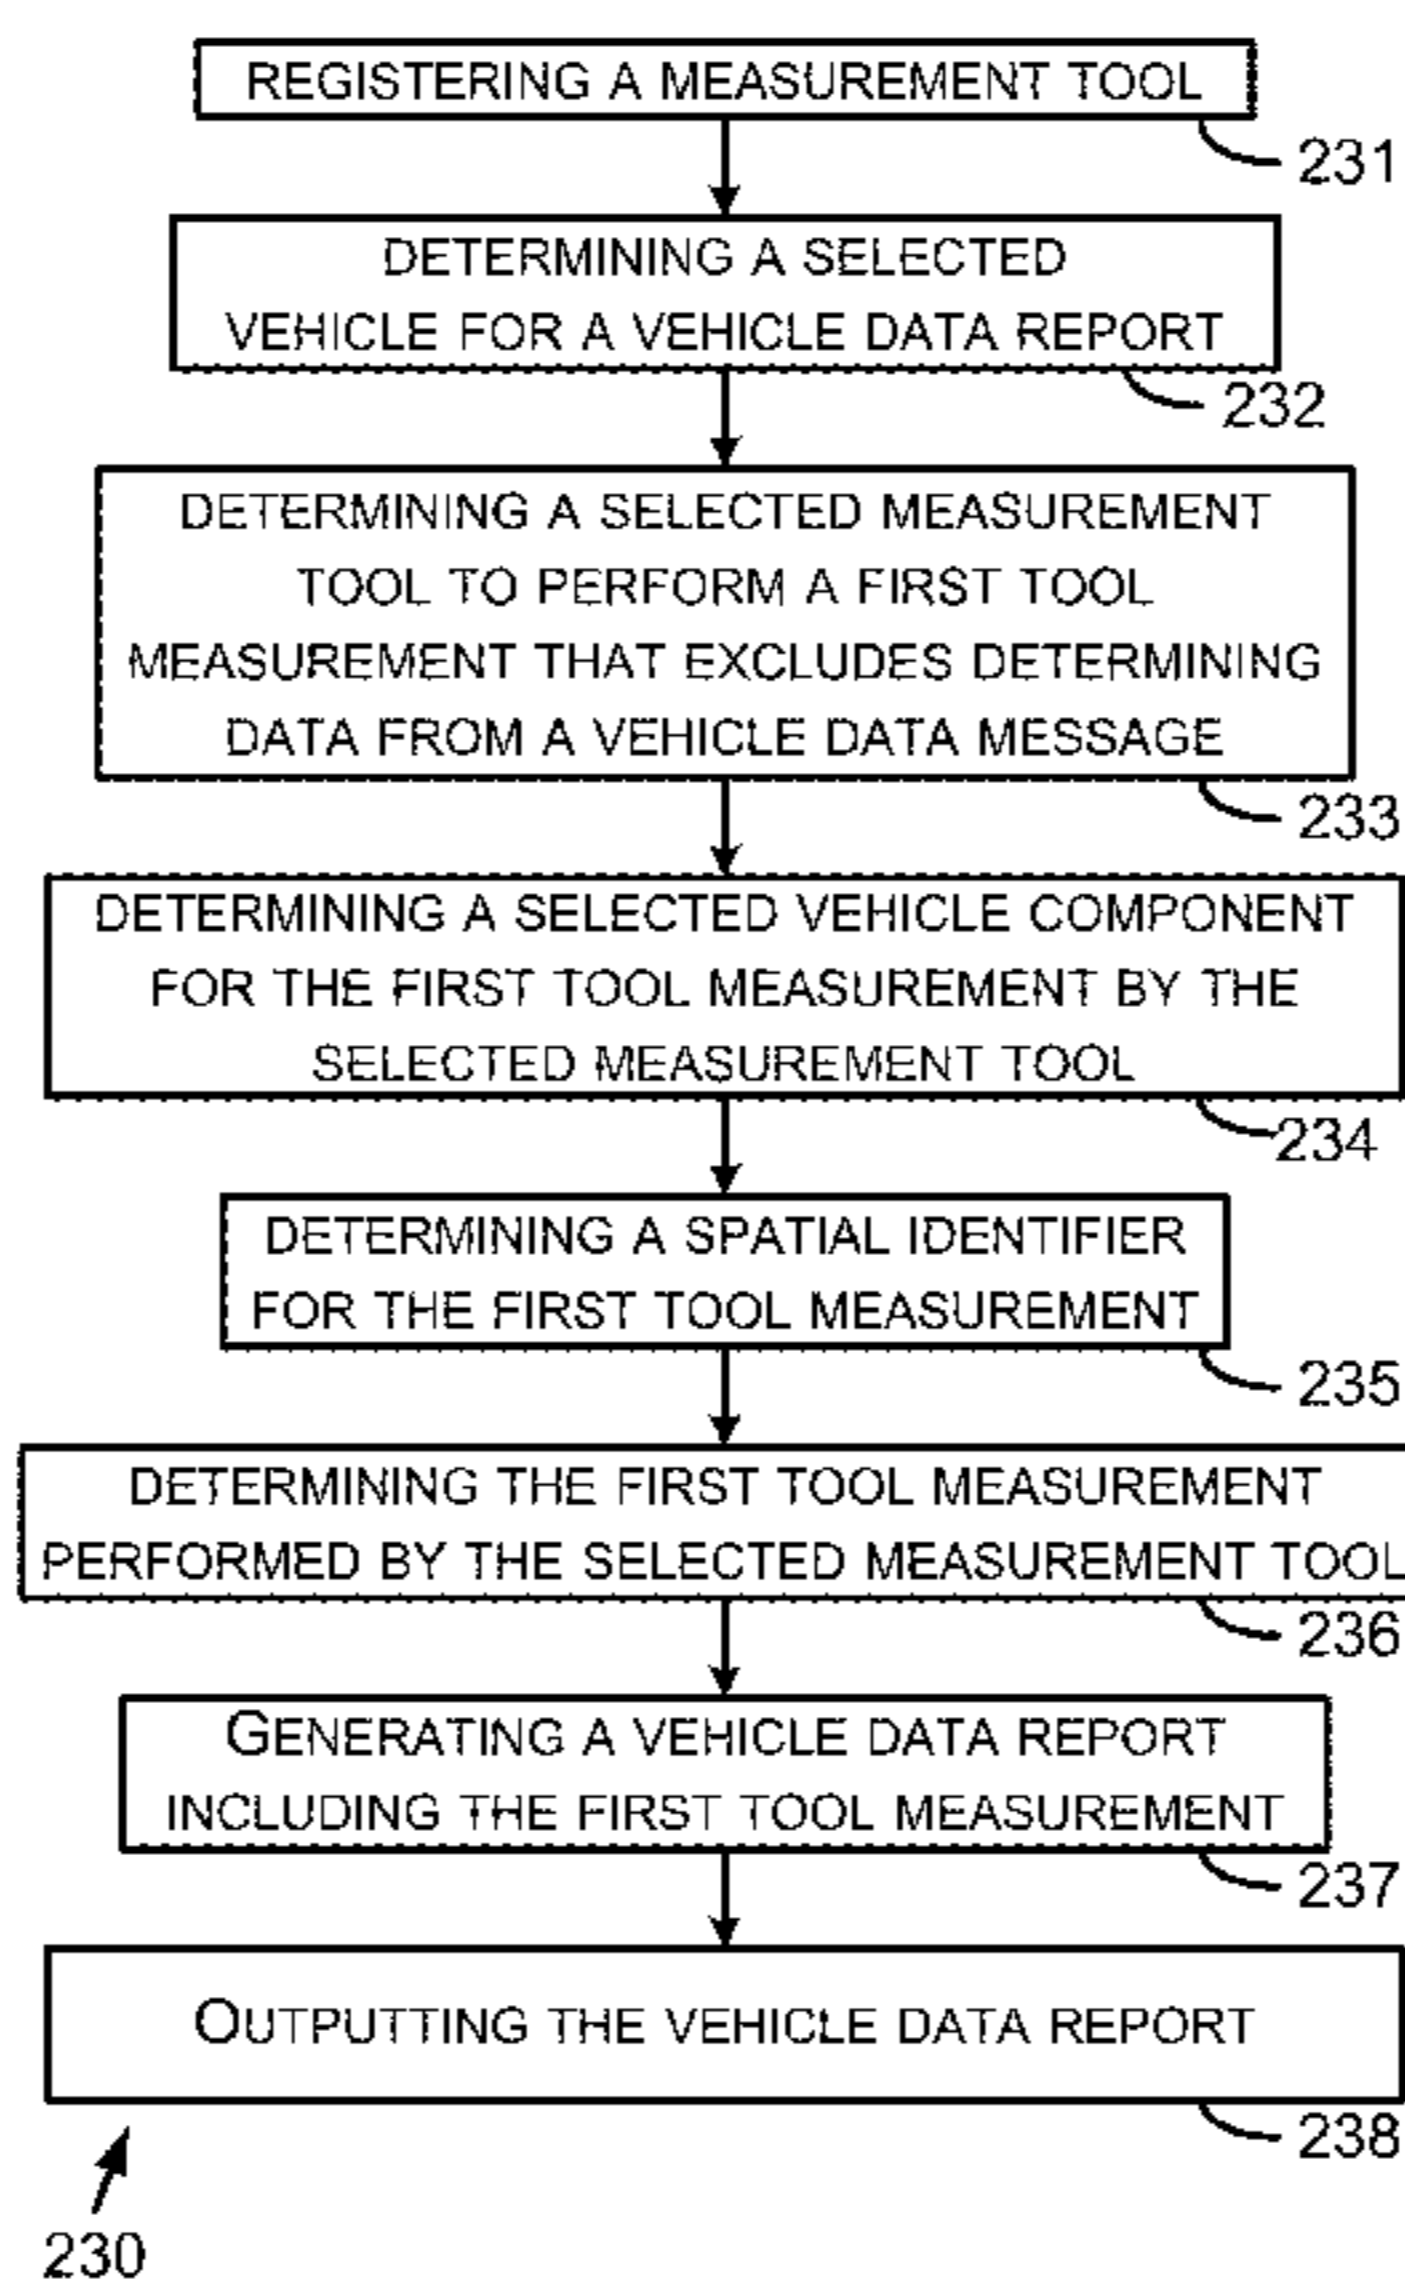 REGISTERING A MEASUREMENT TOOL
231
DETERMINING A SELECTED
VEHICLE FOR A VEHICLE DATA REPORT
232
DETERMINING A SELECTED MEASUREMENT
TOOL TO PERFORM A FIRST TOOL
MEASUREMENT THAT EXCLUDES DETERMINING
DATA FROM A VEHICLE DATA MESSAGE
233
DETERMINING A SELECTED VEHICLE COMPONENT
FOR THE FIRST TOOL MEASUREMENT BY THE
SELECTED MEASUREMENT TOOL
234
DETERMINING A SPATIAL IDENTIFIER
FOR THE FIRST TOOL MEASUREMENT
235
DETERMINING THE FIRST TOOL MEASUREMENT
PERFORMED BY THE SELECTED MEASUREMENT TOOL
236
GENERATING A VEHICLE DATA REPORT
INCLUDING THE FIRST TOOL MEASUREMENT
237
OUTPUTTING THE VEHICLE DATA REPORT
238
230